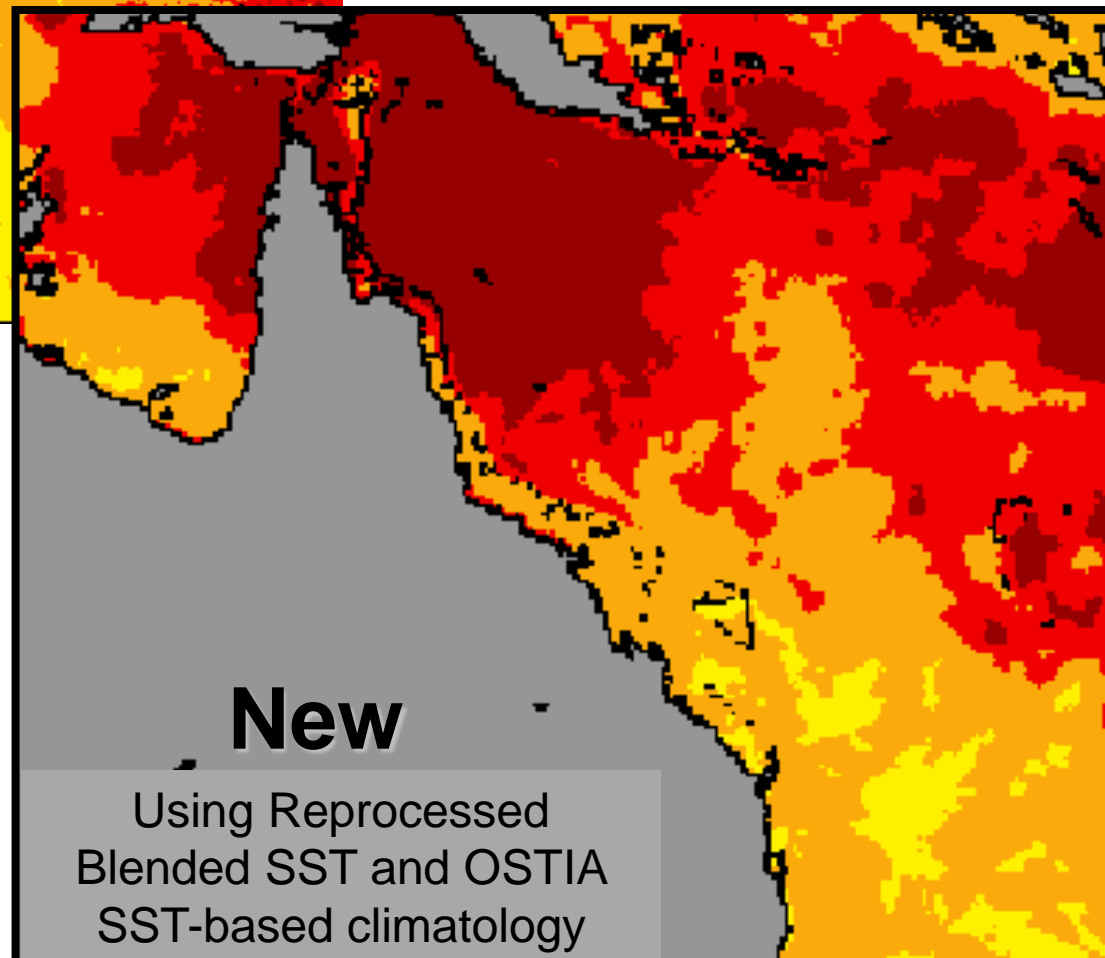 New
Using Reprocessed
Blended SST and OSTIA
SST-based climatology